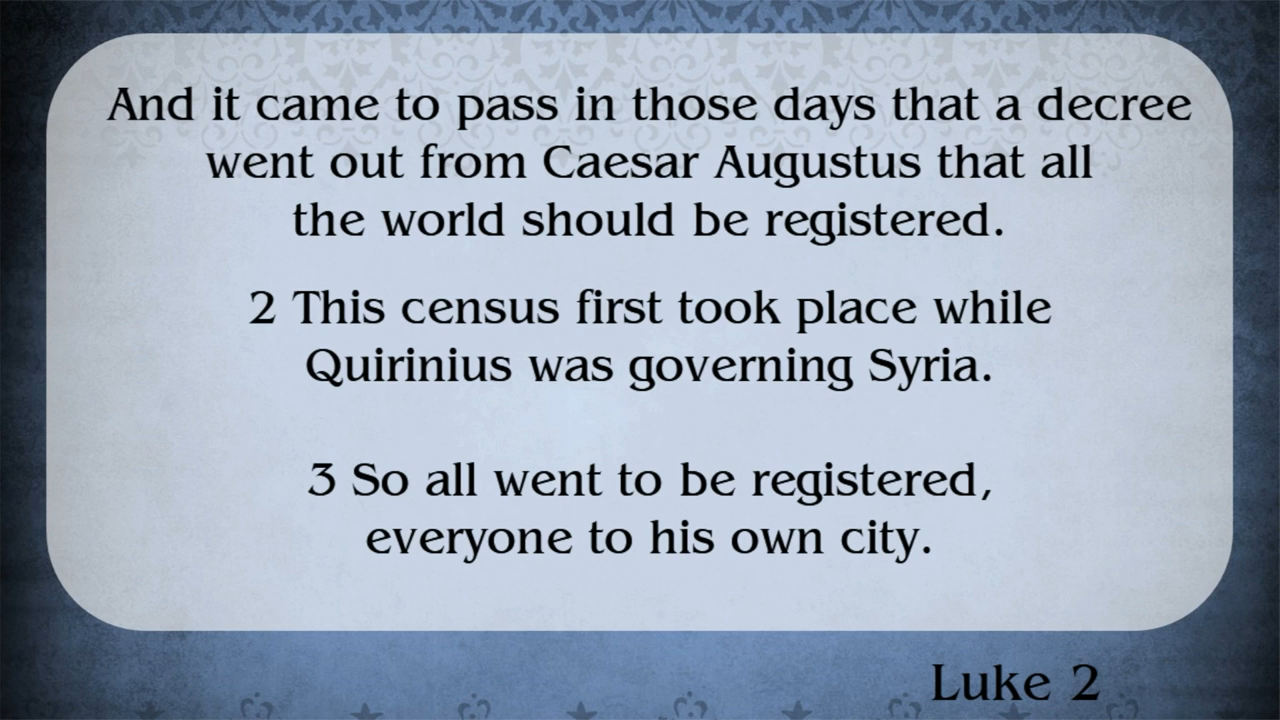 And it came to pass in those days that a decree
went out from Caesar Augustus that all
the world should be registered.
2 This census first took place while
Quirinius was governing Syria.
3 So all went to be registered,
everyone to his own city.
Luke 2